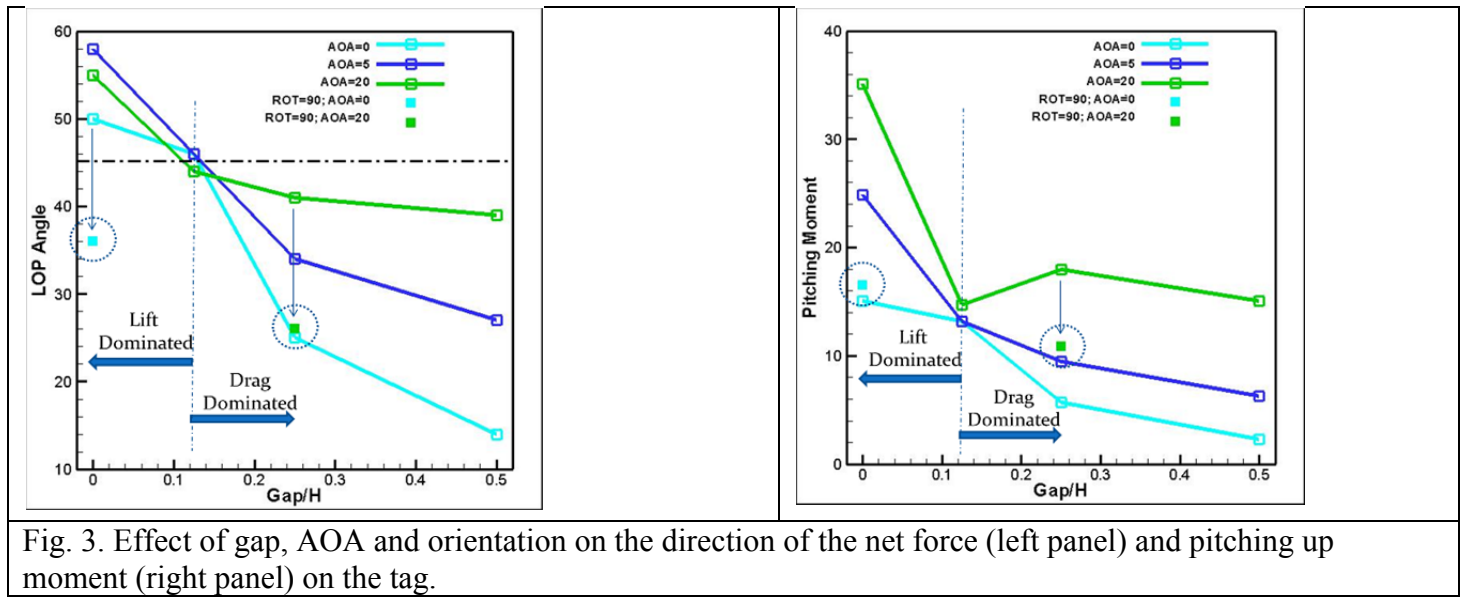 60
50
40
30
20
10
LOP Angle
AOA=0
AOA=5
AOA=20
ROT=90; AOA=0
ROT=90; AOA=20
Lift
Dominated
Drag
Dominated
0 0.1 0.2 0.3 0.4 0.5
Gap/H
40
30
20
10
0
Pitching Moment
AOA=0
AOA=5
AOA=20
ROT=90; AOA=0
ROT=90; AOA=20
Lift
Dominated
Drag
Dominated
0 0.1 0.2 0.3 0.4 0.5
Gap/H
Fig. 3. Effect of gap, AOA and orientation on the direction of the net force (left panel) and pitching up
moment (right panel) on the tag.